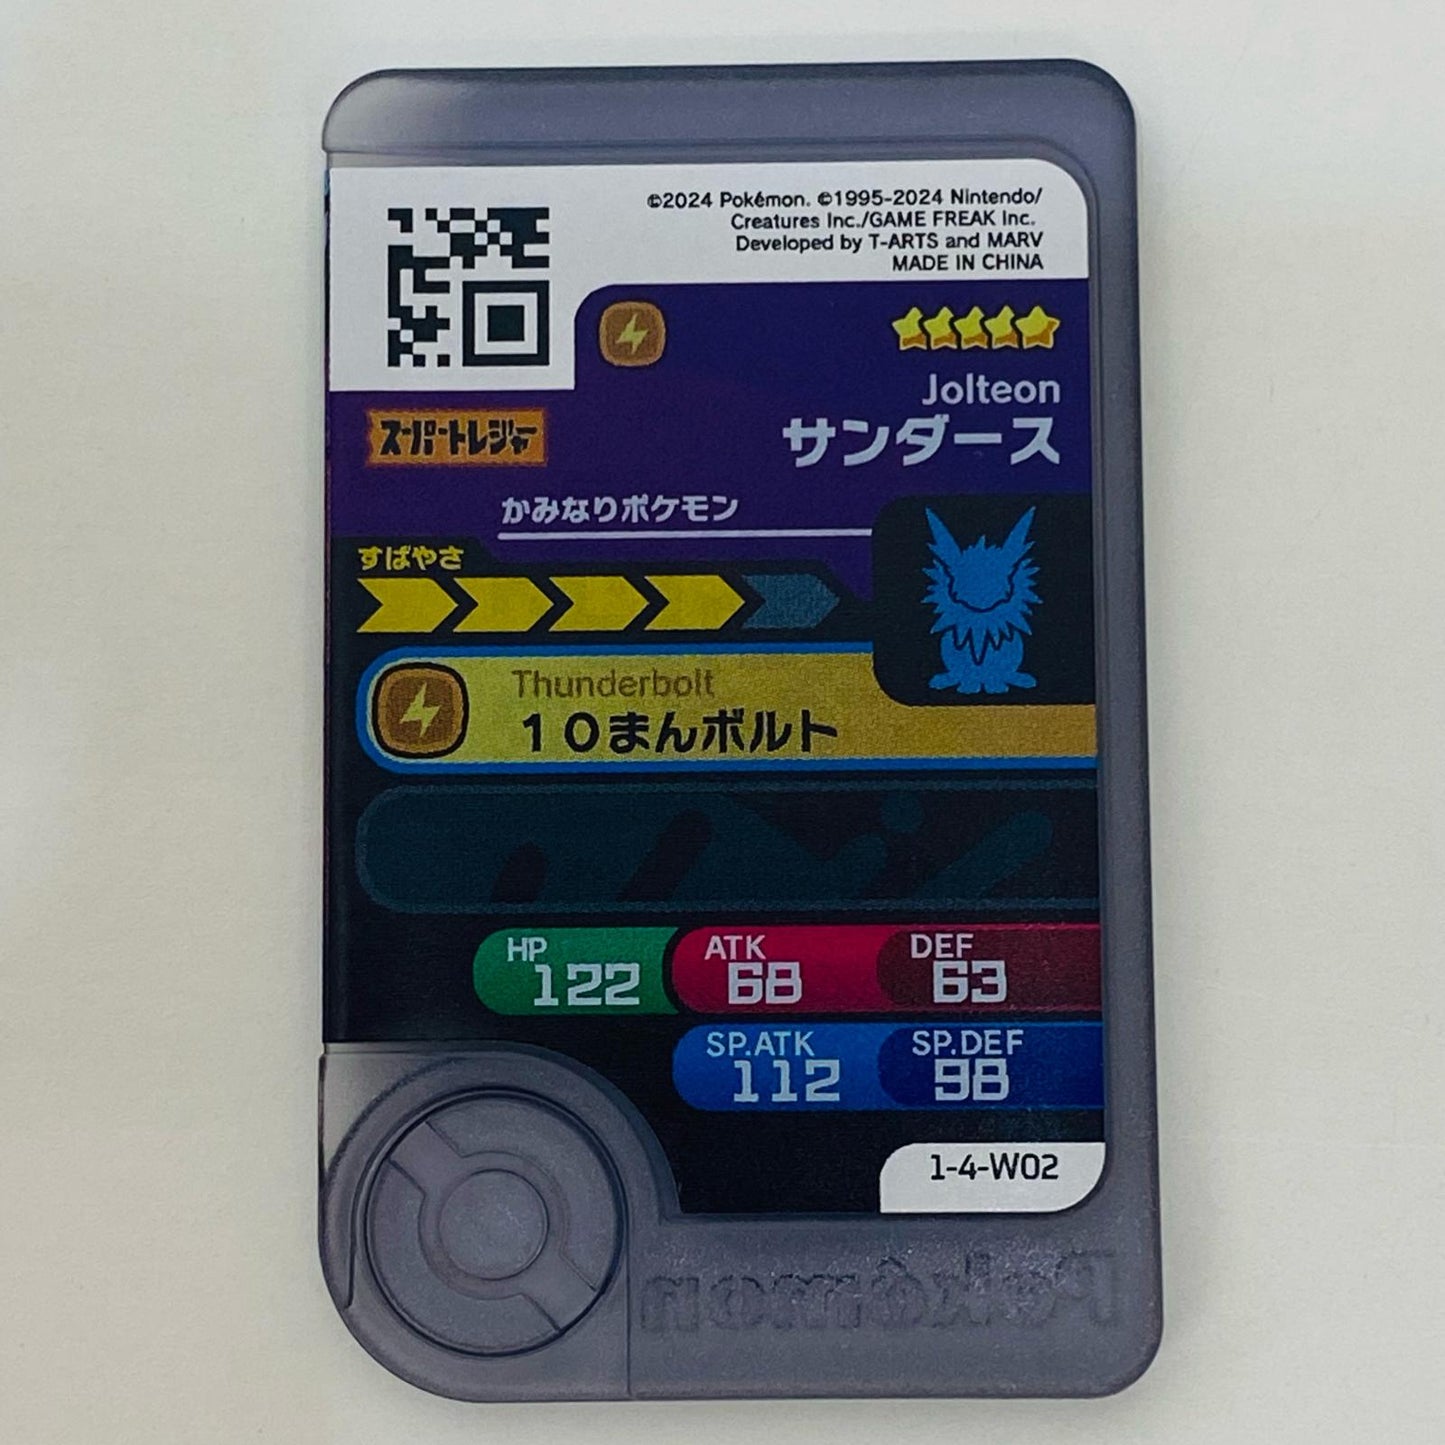 ©2024 Pokémon. ©1995-2024 Nintendo/
Creatures Inc./GAME FREAK Inc.
Developed by T-ARTS and MARV
MADE IN CHINA
Jolteon
スーパートレジャー
サンダース
かみなりポケモン
すばやさ
Thunderbolt
10まんボルト
HP
122
ATK
68
DEF
63
SP.ATK
112
SP.DEF
98
1-4-W02
Pokémon